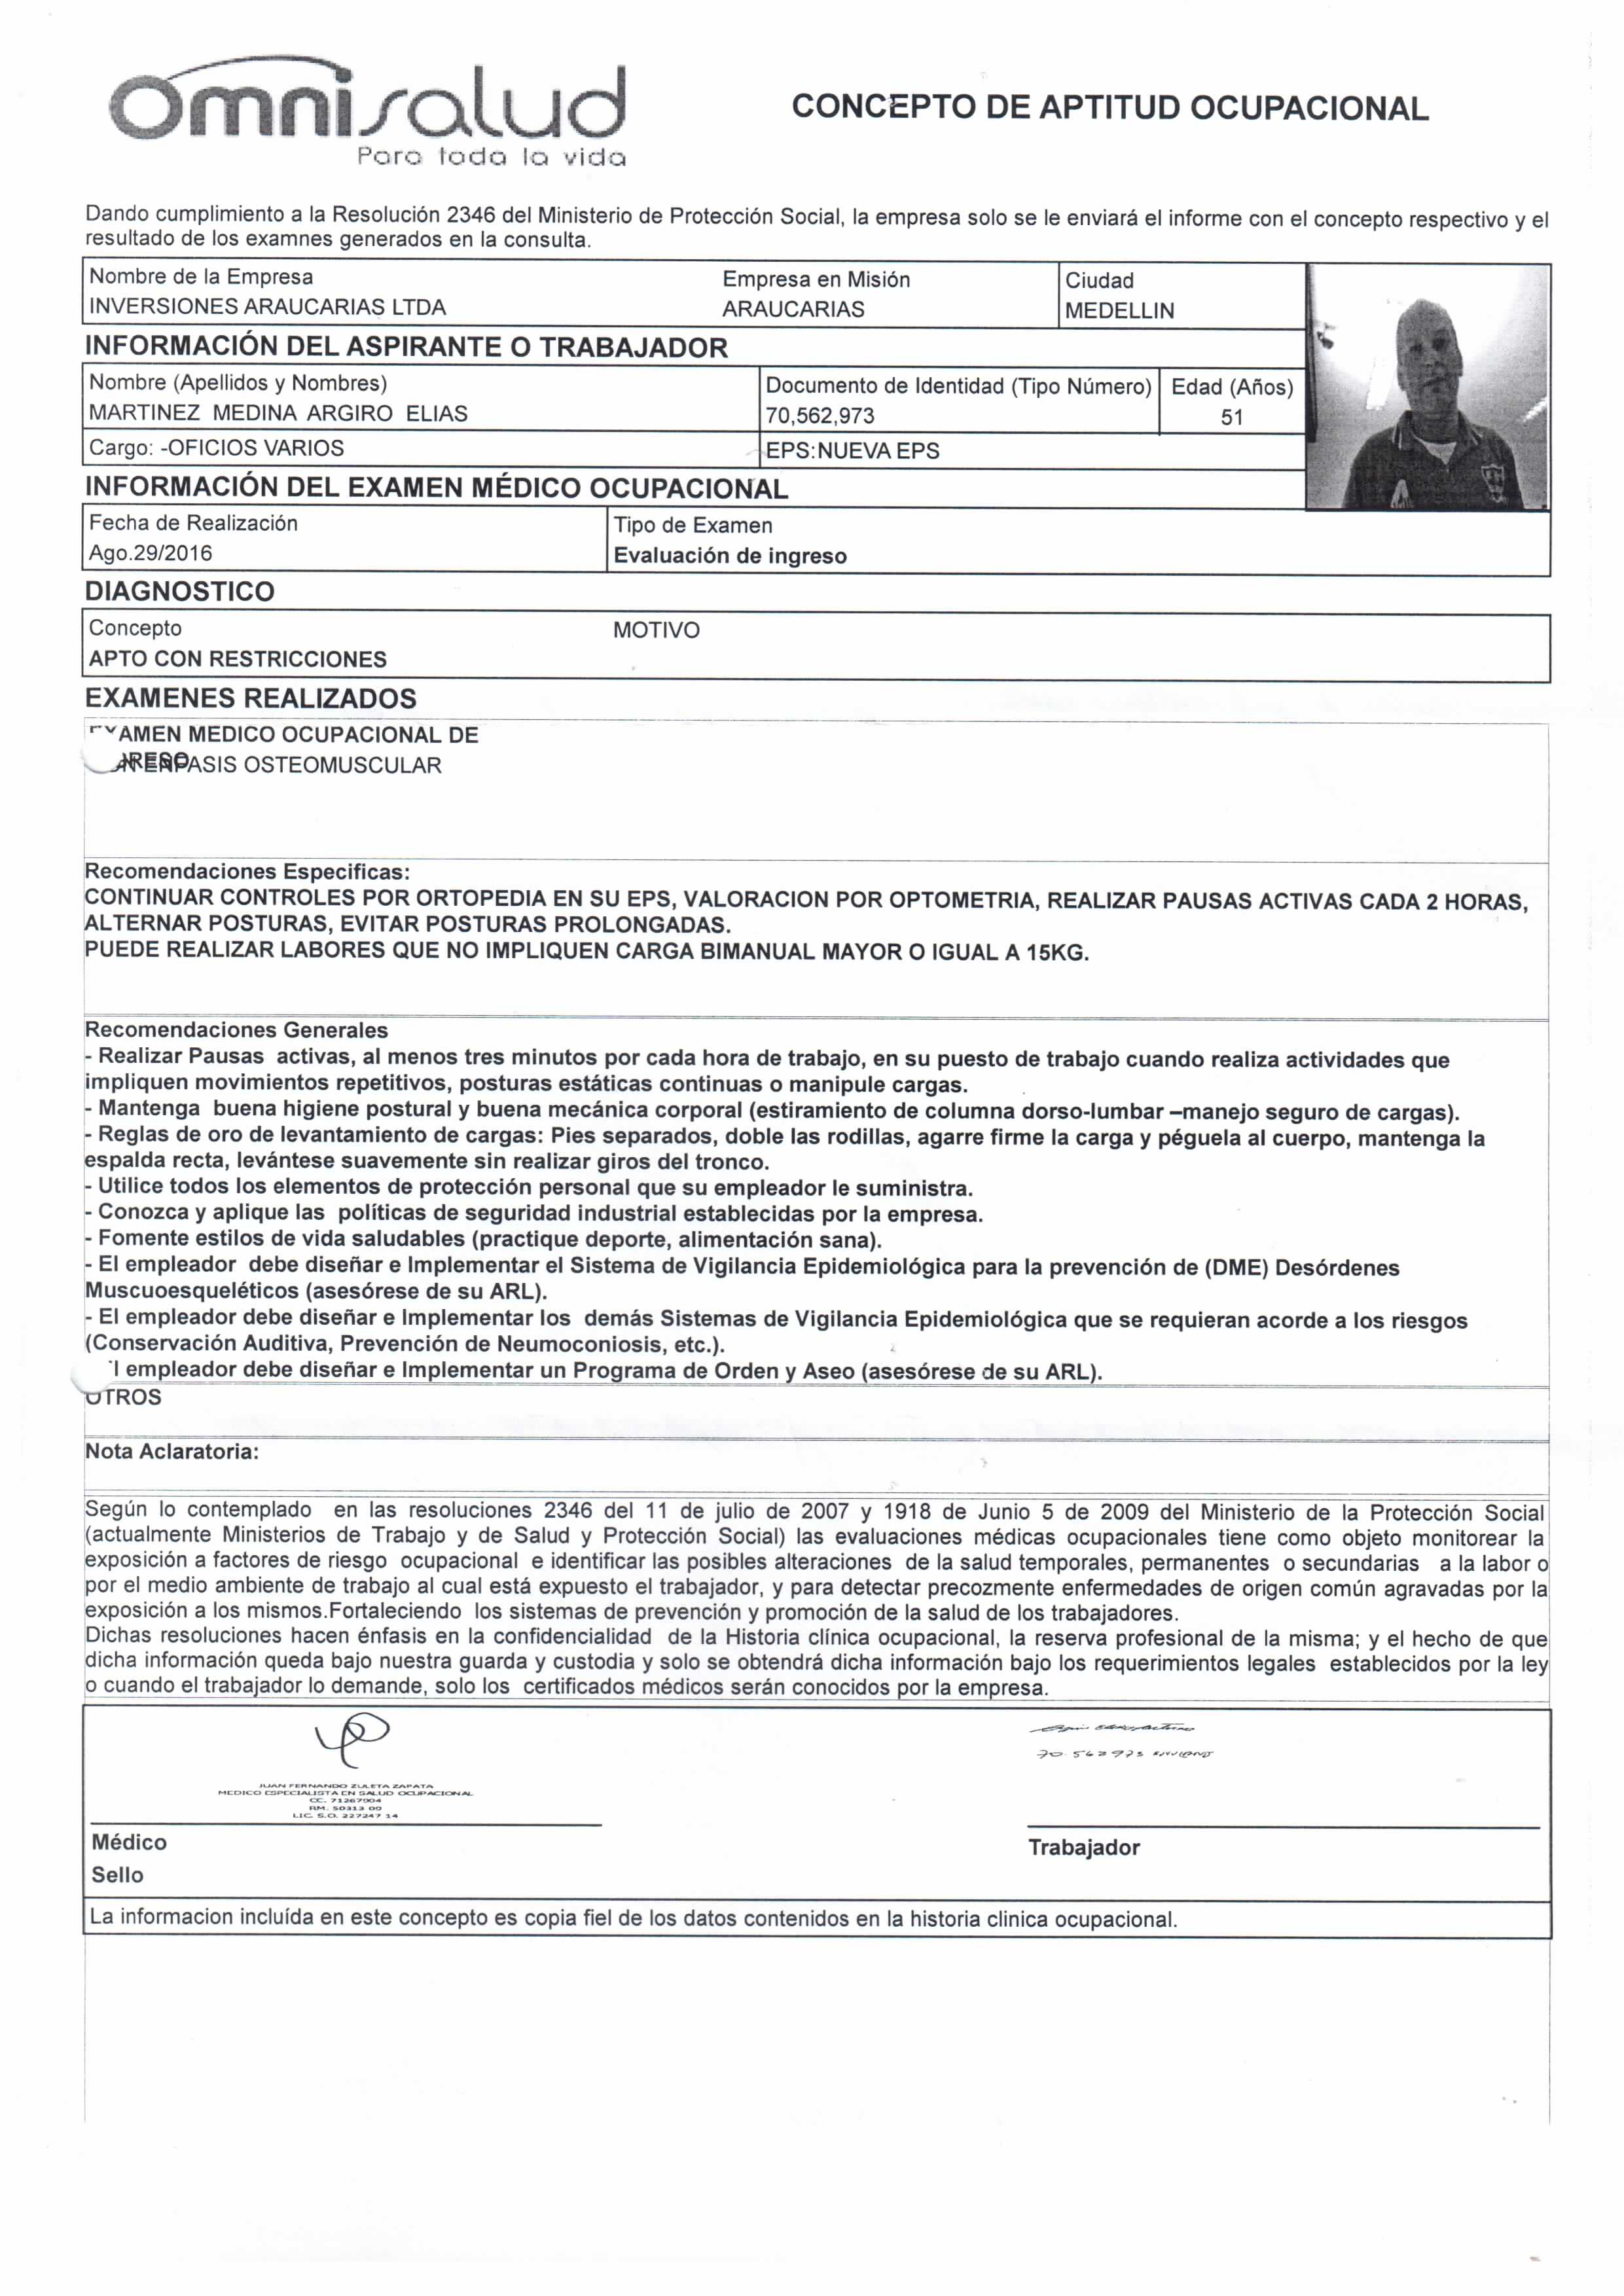 omnisalud
Para toda la vida
CONCEPTO DE APTITUD OCUPACIONAL
Dando cumplimiento a la Resolución 2346 del Ministerio de Protección Social, la empresa solo se le enviará el informe con el concepto respectivo y el
resultado de los examnes generados en la consulta.
Nombre de la Empresa Empresa en Misión Ciudad
INVERSIONES ARAUCARIAS LTDA ARAUCARIAS MEDELLIN
INFORMACIÓN DEL ASPIRANTE O TRABAJADOR
Nombre (Apellidos y Nombres) Documento de Identidad (Tipo Número) Edad (Años)
MARTINEZ MEDINA ARGIRO ELIAS 70,562,973 51
Cargo: -OFICIOS VARIOS EPS:NUEVA EPS
INFORMACIÓN DEL EXAMEN MÉDICO OCUPACIONAL
Fecha de Realización Tipo de Examen
Ago.29/2016 Evaluación de ingreso
DIAGNOSTICO
Concepto MOTIVO
APTO CON RESTRICCIONES
EXAMENES REALIZADOS
EXAMEN MEDICO OCUPACIONAL DE
OSTEOMUSCULAR
Recomendaciones Especificas:
CONTINUAR CONTROLES POR ORTOPEDIA EN SU EPS, VALORACION POR OPTOMETRIA, REALIZAR PAUSAS ACTIVAS CADA 2 HORAS,
ALTERNAR POSTURAS, EVITAR POSTURAS PROLONGADAS.
PUEDE REALIZAR LABORES QUE NO IMPLIQUEN CARGA BIMANUAL MAYOR O IGUAL A 15KG.
Recomendaciones Generales
- Realizar Pausas activas, al menos tres minutos por cada hora de trabajo, en su puesto de trabajo cuando realiza actividades que
impliquen movimientos repetitivos, posturas estáticas continuas o manipule cargas.
- Mantenga buena higiene postural y buena mecánica corporal (estiramiento de columna dorso-lumbar –manejo seguro de cargas).
- Reglas de oro de levantamiento de cargas: Pies separados, doble las rodillas, agarre firme la carga y péguela al cuerpo, mantenga la
espalda recta, levántese suavemente sin realizar giros del tronco.
- Utilice todos los elementos de protección personal que su empleador le suministra.
- Conozca y aplique las políticas de seguridad industrial establecidas por la empresa.
- Fomente estilos de vida saludables (practique deporte, alimentación sana).
- El empleador debe diseñar e Implementar el Sistema de Vigilancia Epidemiológica para la prevención de (DME) Desórdenes
Muscuoesqueléticos (asesórese de su ARL).
- El empleador debe diseñar e Implementar los demás Sistemas de Vigilancia Epidemiológica que se requieran acorde a los riesgos
(Conservación Auditiva, Prevención de Neumoconiosis, etc.).
l empleador debe diseñar e Implementar un Programa de Orden y Aseo (asesórese de su ARL).
OTROS
Nota Aclaratoria:
Según lo contemplado en las resoluciones 2346 del 11 de julio de 2007 y 1918 de Junio 5 de 2009 del Ministerio de la Protección Social
(actualmente Ministerios de Trabajo y de Salud y Protección Social) las evaluaciones médicas ocupacionales tiene como objeto monitorear la
exposición a factores de riesgo ocupacional e identificar las posibles alteraciones de la salud temporales, permanentes o secundarias a la labor o
por el medio ambiente de trabajo al cual está expuesto el trabajador, y para detectar precozmente enfermedades de origen común agravadas por la
exposición a los mismos.Fortaleciendo los sistemas de prevención y promoción de la salud de los trabajadores.
Dichas resoluciones hacen énfasis en la confidencialidad de la Historia clínica ocupacional, la reserva profesional de la misma; y el hecho de que
dicha información queda bajo nuestra guarda y custodia y solo se obtendrá dicha información bajo los requerimientos legales establecidos por la ley
o cuando el trabajador lo demande, solo los certificados médicos serán conocidos por la empresa.
70 562973
JUAN FERNANDO ZULETA ZAPATA
MEDICO ESPECIALISTA EN SALUD OCUPACIONAL
CC. 71267904
RM. 50313 00
LIC. S.O. 227247 14
Médico Trabajador
Sello
La informacion incluída en este concepto es copia fiel de los datos contenidos en la historia clinica ocupacional.